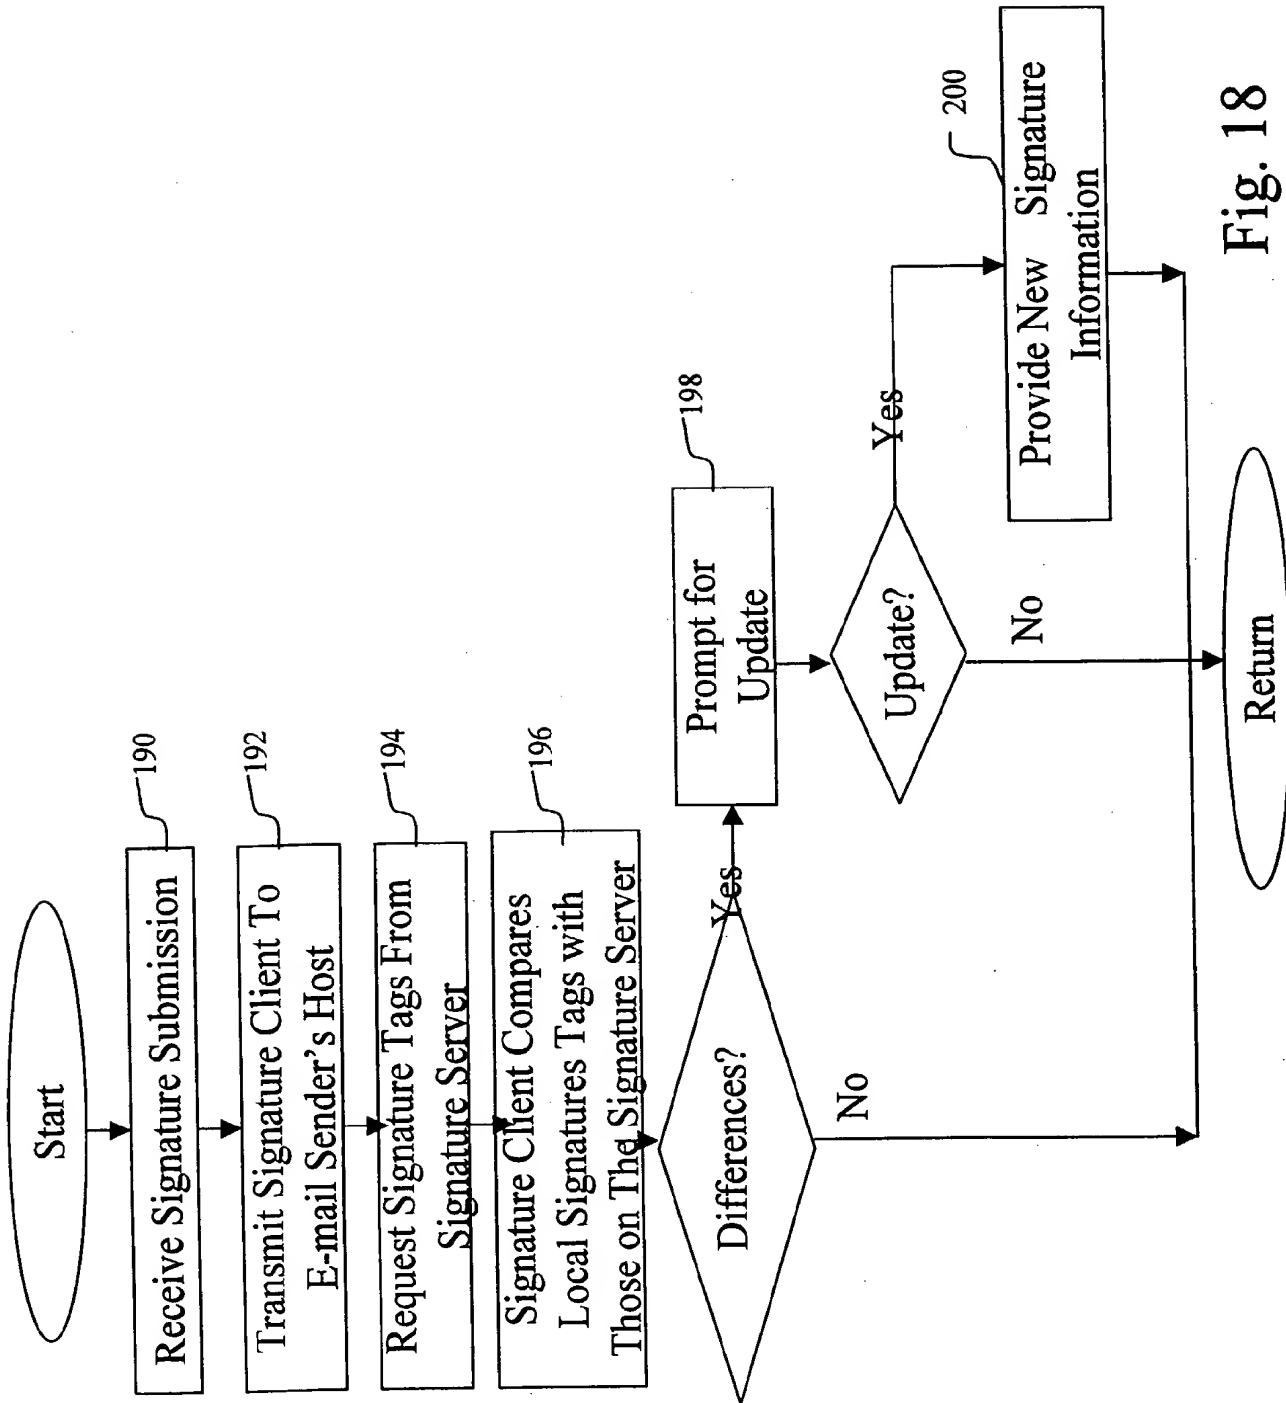 Start
190
Receive Signature Submission
192
Transmit Signature Client To
E-mail Sender's Host
194
Request Signature Tags From
Signature Server
196
Signature Client Compares
Local Signatures Tags with
Those on The Signature Server
Differences?
Yes
No
198
Prompt for
Update
Update?
Yes
No
200
Provide New Signature
Information
Return
Fig. 18